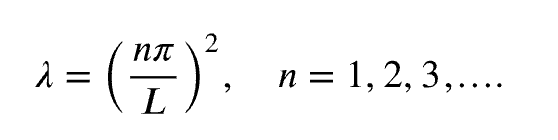 λ = (nπ/L)², n = 1, 2, 3,….